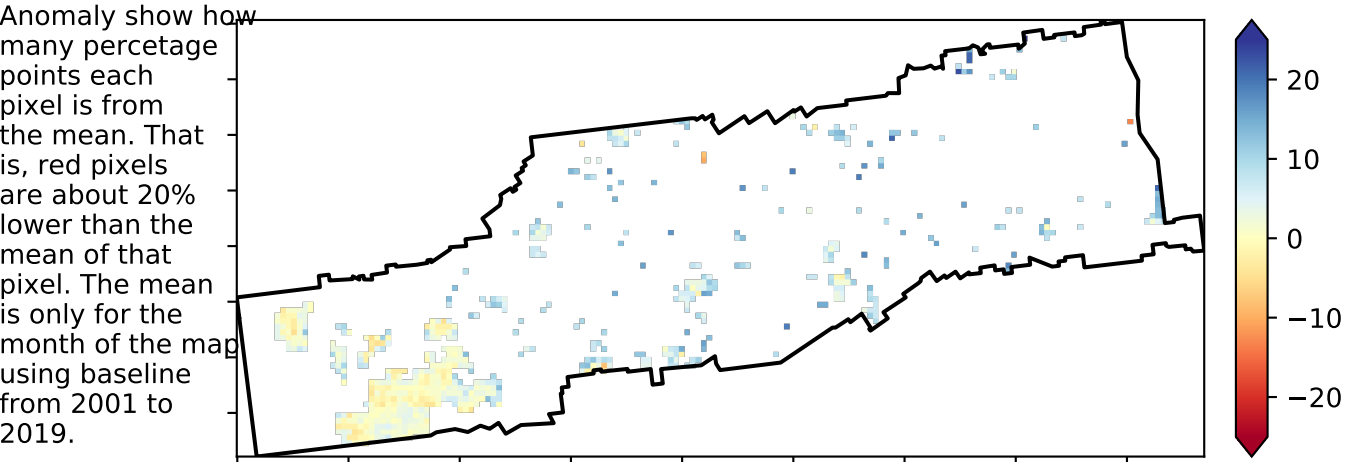 Anomaly show how
many percetage
points each
pixel is from
the mean. That
is, red pixels
are about 20%
lower than the
mean of that
pixel. The mean
is only for the
month of the map
using baseline
from 2001 to
2019.
20
10
0
−10
−20